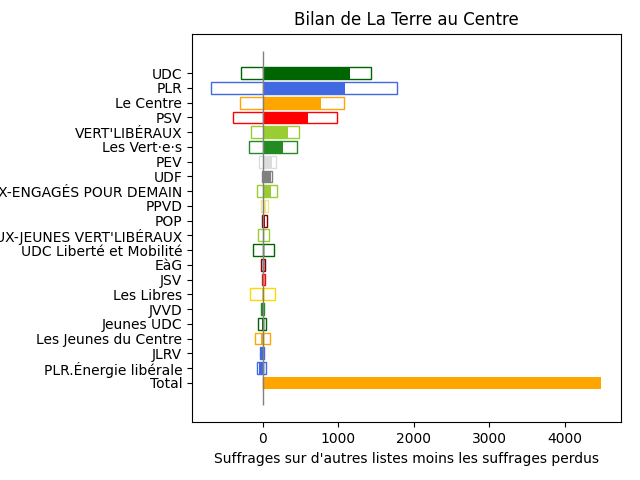 Bilan de La Terre au Centre
UDC
PLR
Le Centre
PSV
VERT'LIBÉRAUX
Les Vert·e·s
PEV
UDF
X-ENGAGÉS POUR DEMAIN
PPVD
POP
UX-JEUNES VERT'LIBÉRAUX
UDC Liberté et Mobilité
EàG
JSV
Les Libres
JVVD
Jeunes UDC
Les Jeunes du Centre
JLRV
PLR.Énergie libérale
Total
0 1000 2000 3000 4000
Suffrages sur d'autres listes moins les suffrages perdus